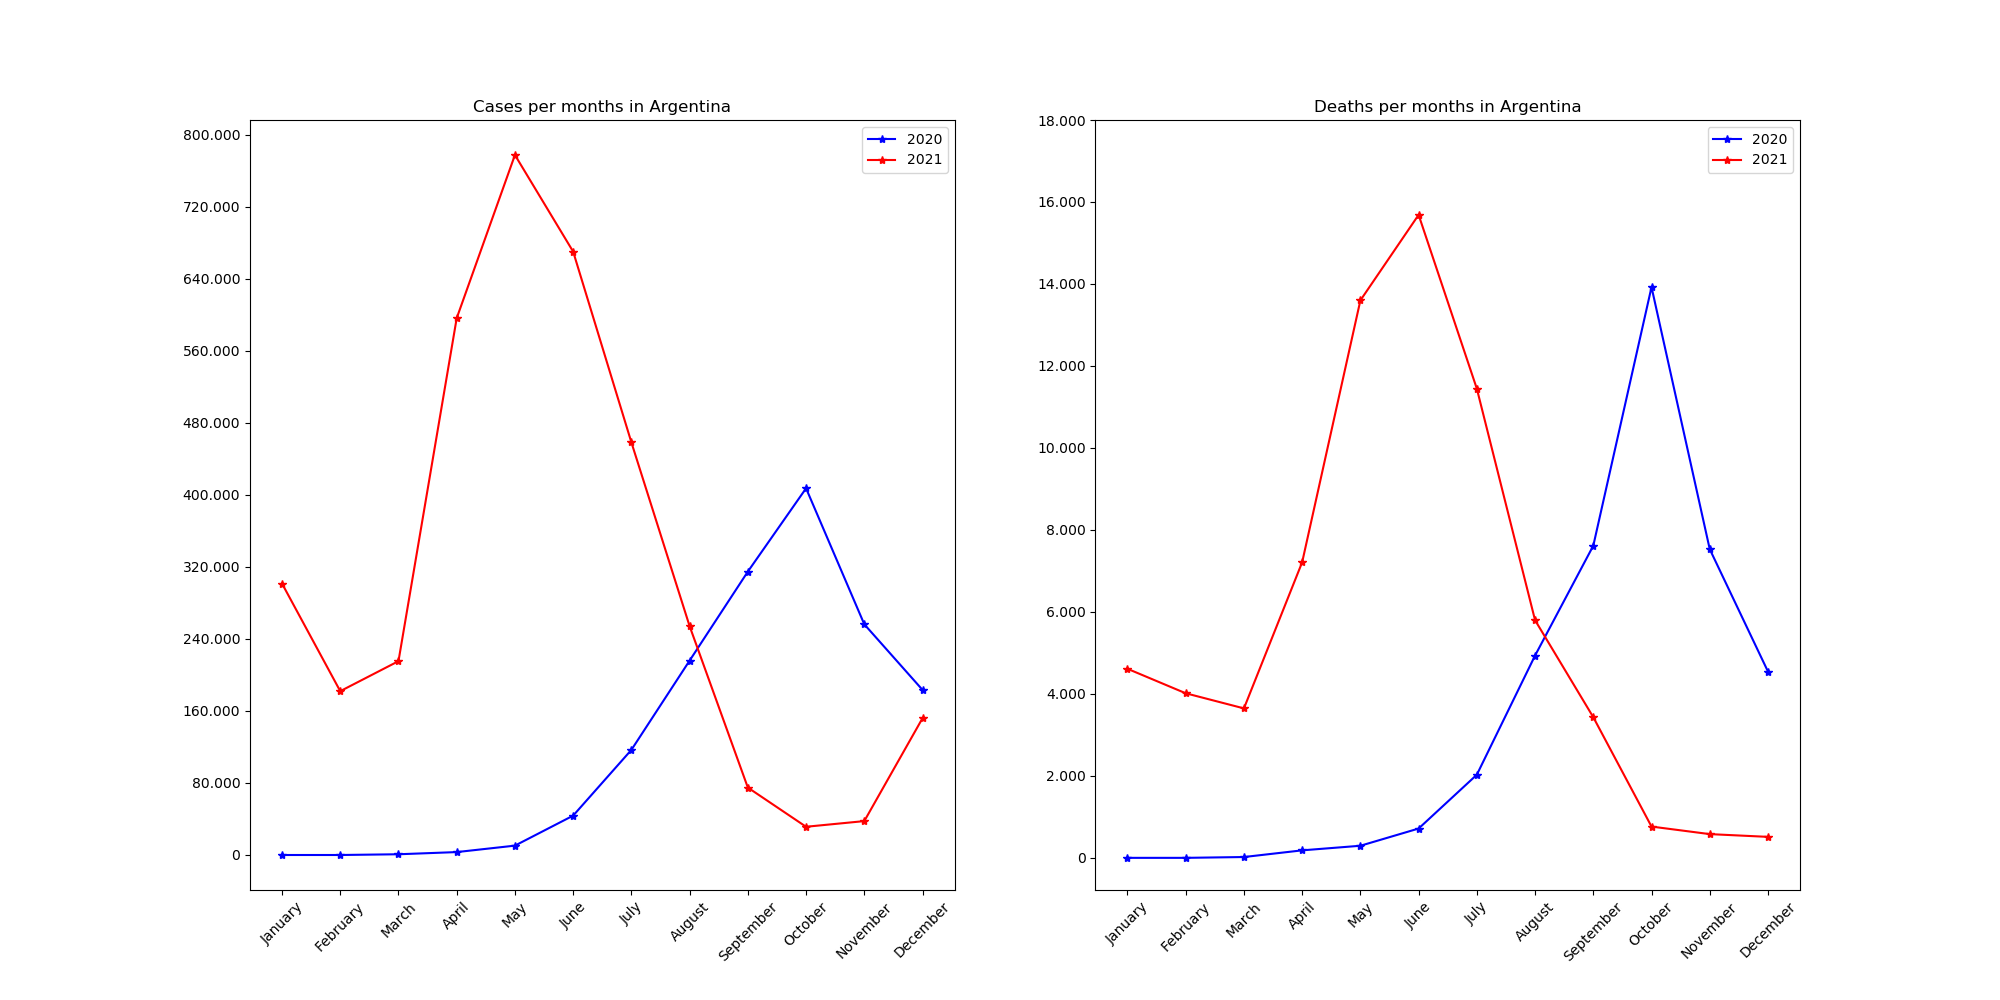 Cases per months in Argentina
800.000
720.000
640.000
560.000
480.000
400.000
320.000
240.000
160.000
80.000
0
2020
2021
January
February
March
April
May
June
July
August
September
October
November
December
Deaths per months in Argentina
18.000
16.000
14.000
12.000
10.000
8.000
6.000
4.000
2.000
0
2020
2021
January
February
March
April
May
June
July
August
September
October
November
December